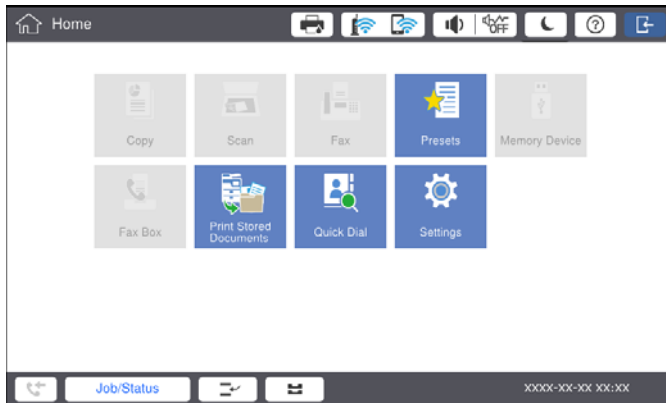 Home
OFF
Copy
Scan
Fax
Presets
Memory Device
Fax Box
Print Stored
Documents
Quick Dial
Settings
Job/Status
XXXX-XX-XX XX:XX